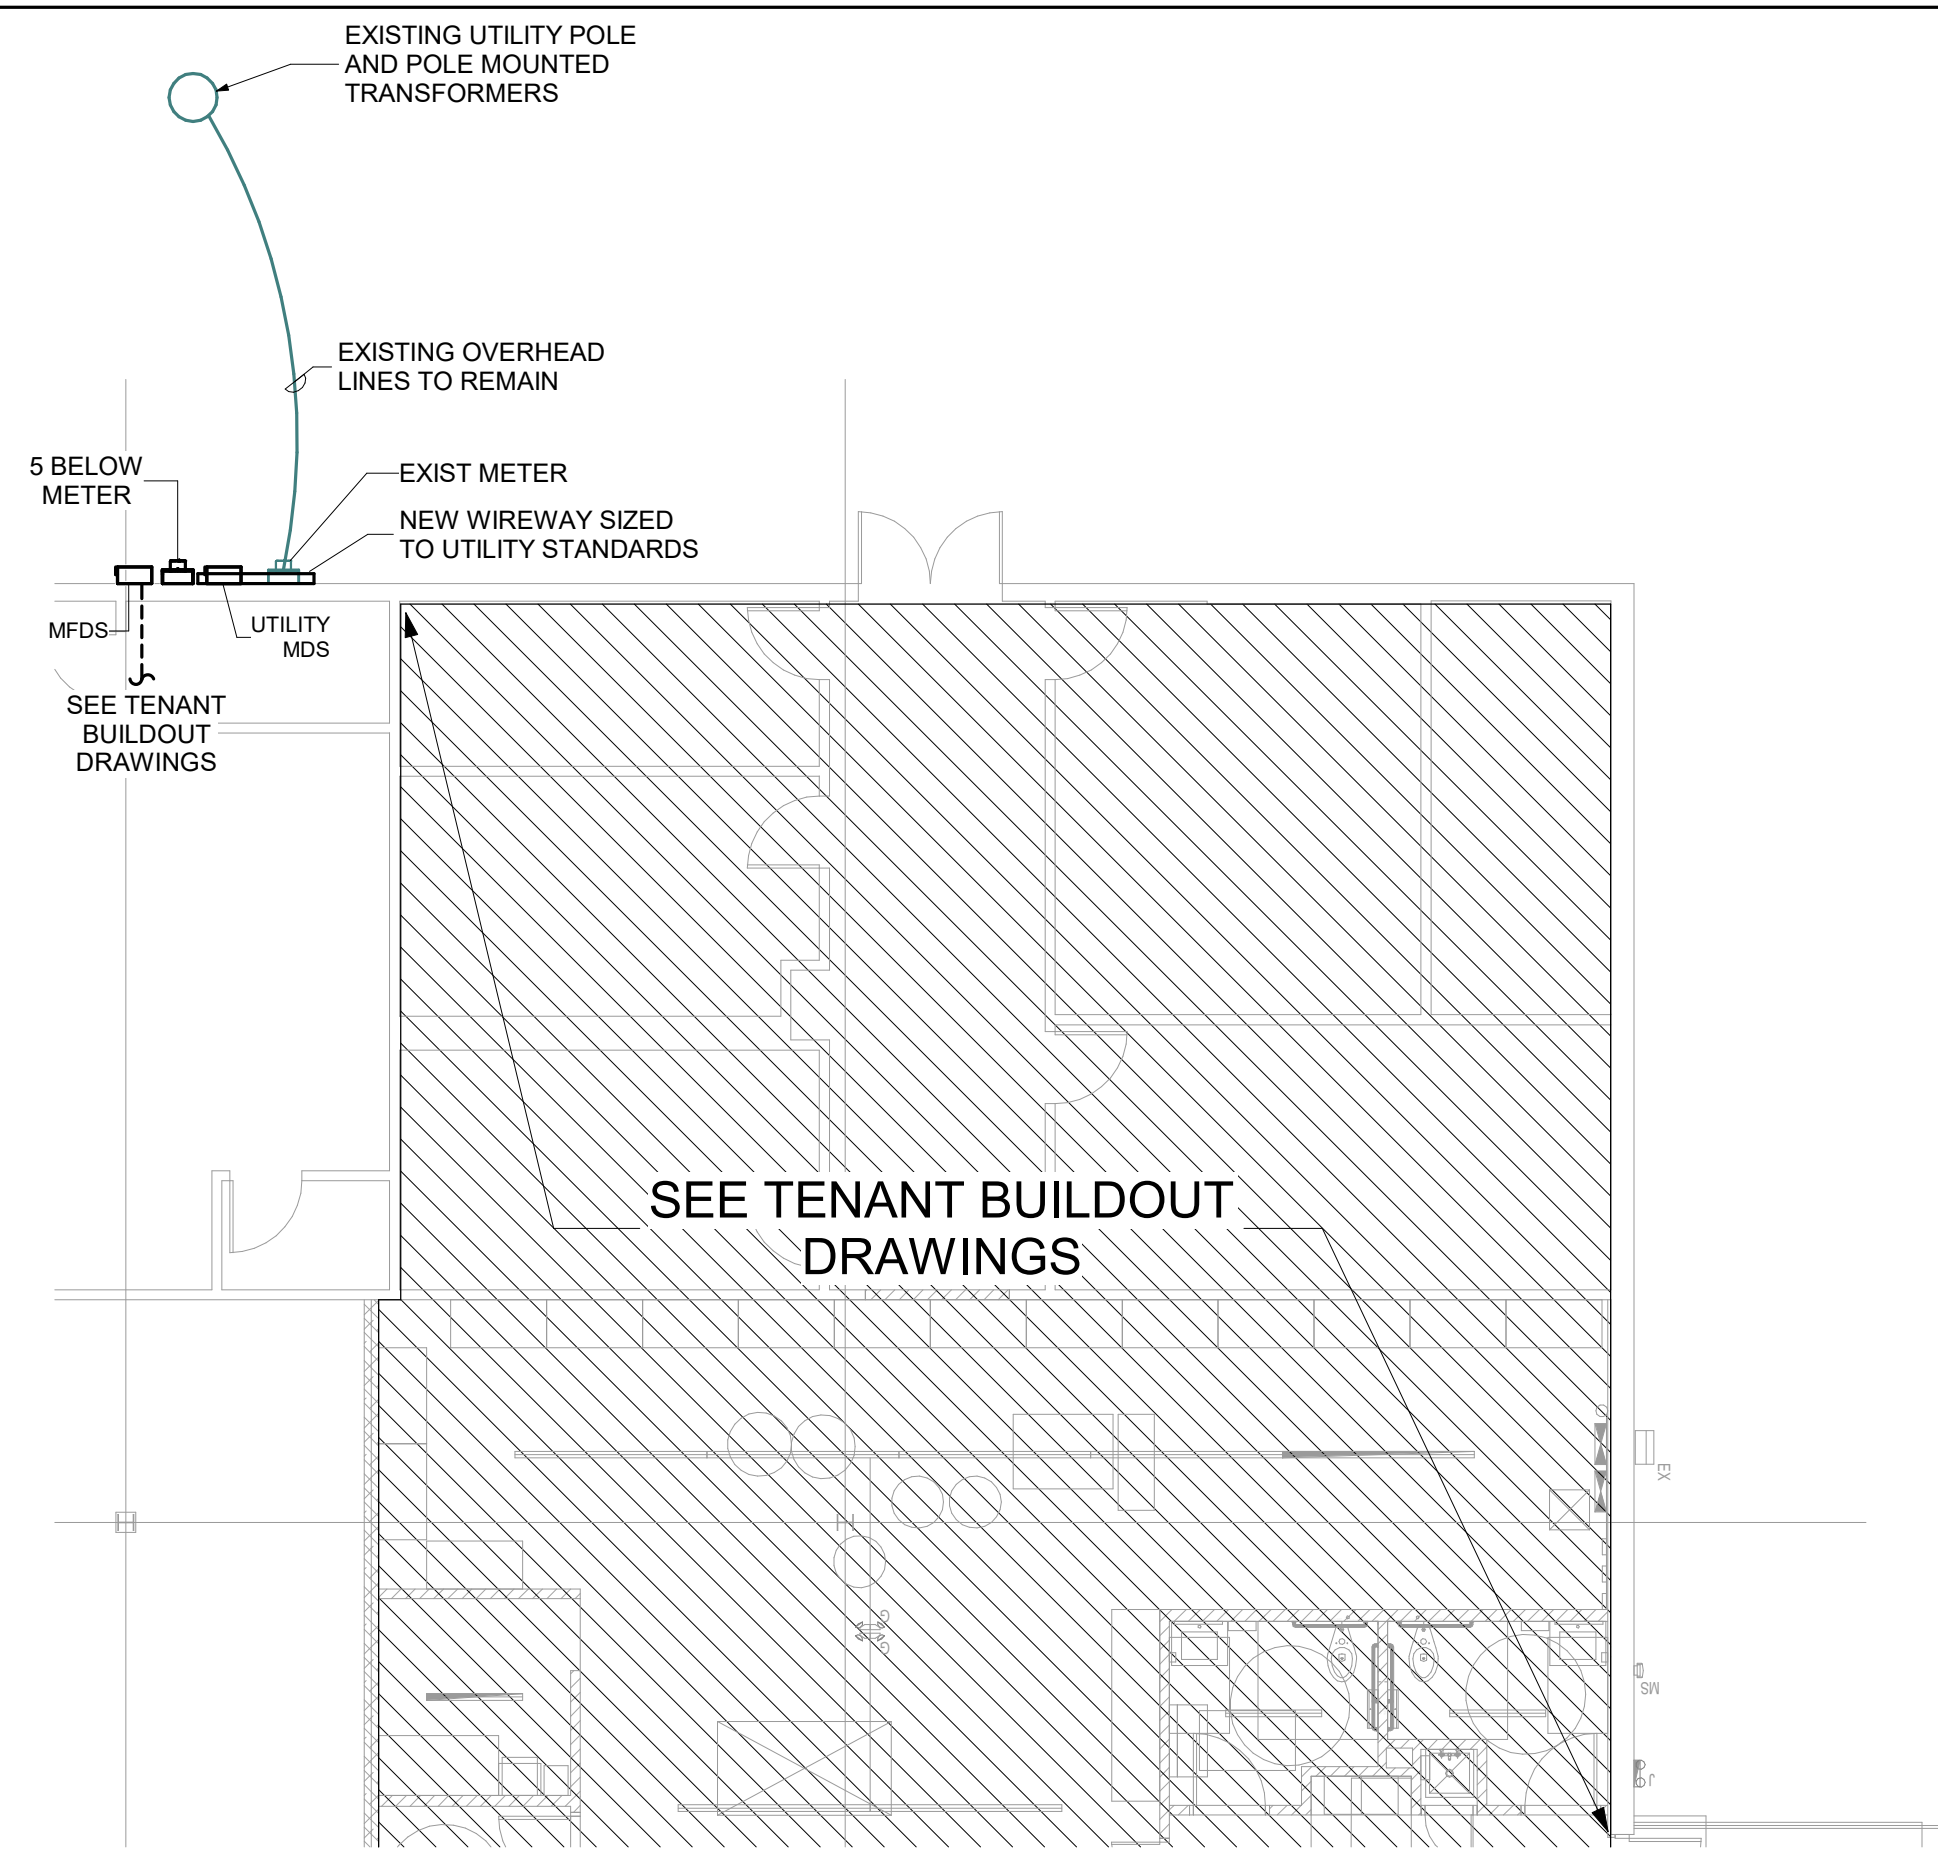 EXISTING UTILITY POLE
AND POLE MOUNTED
TRANSFORMERS
EXISTING OVERHEAD
LINES TO REMAIN
5 BELOW
METER
EXIST METER
NEW WIREWAY SIZED
TO UTILITY STANDARDS
MFDS
UTILITY
MDS
SEE TENANT
BUILDOUT
DRAWINGS
SEE TENANT BUILDOUT
DRAWINGS
EX
G
G
MS
J